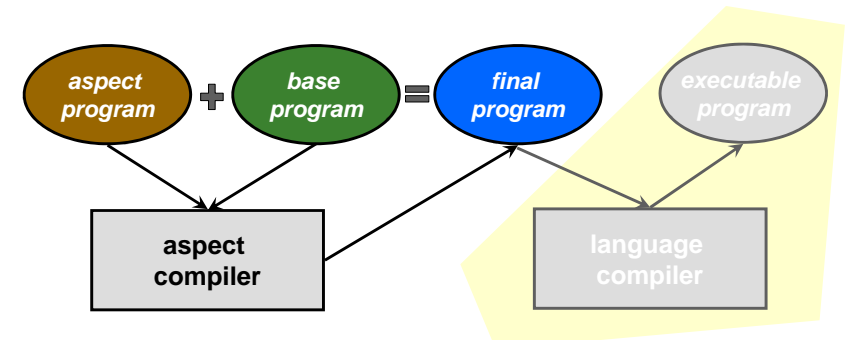 aspect
program
+
base
program
=
final
program
executable
program
aspect
compiler
language
compiler